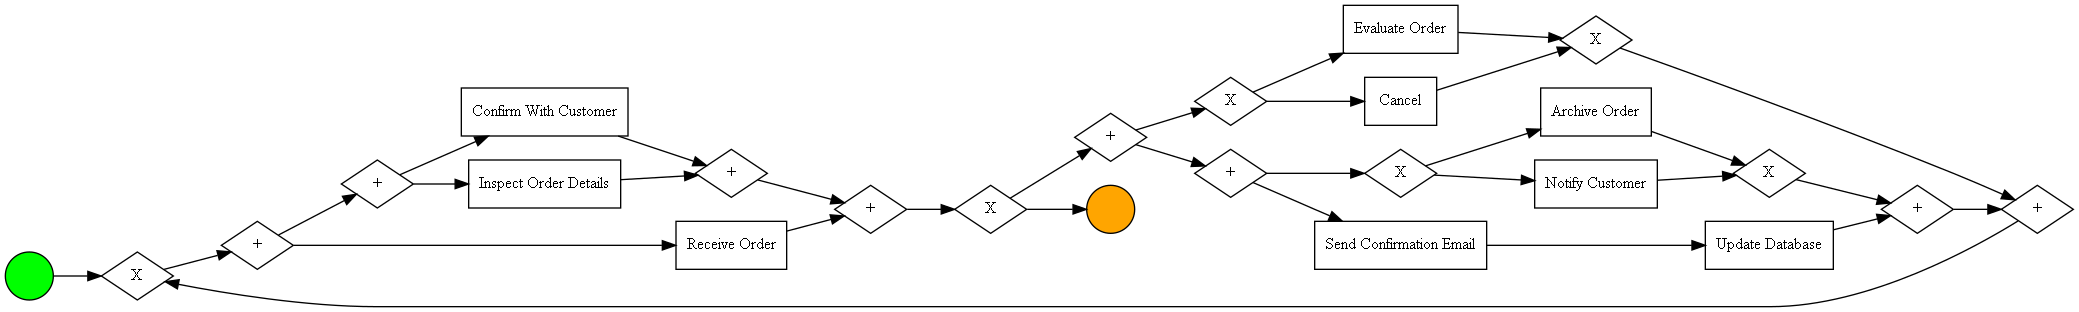 Evaluate Order
X
Cancel
X
Confirm With Customer
Archive Order
+
+
X
+
Inspect Order Details
+
X
Notify Customer
X
+
X
+
+
+
Receive Order
Send Confirmation Email
Update Database
X